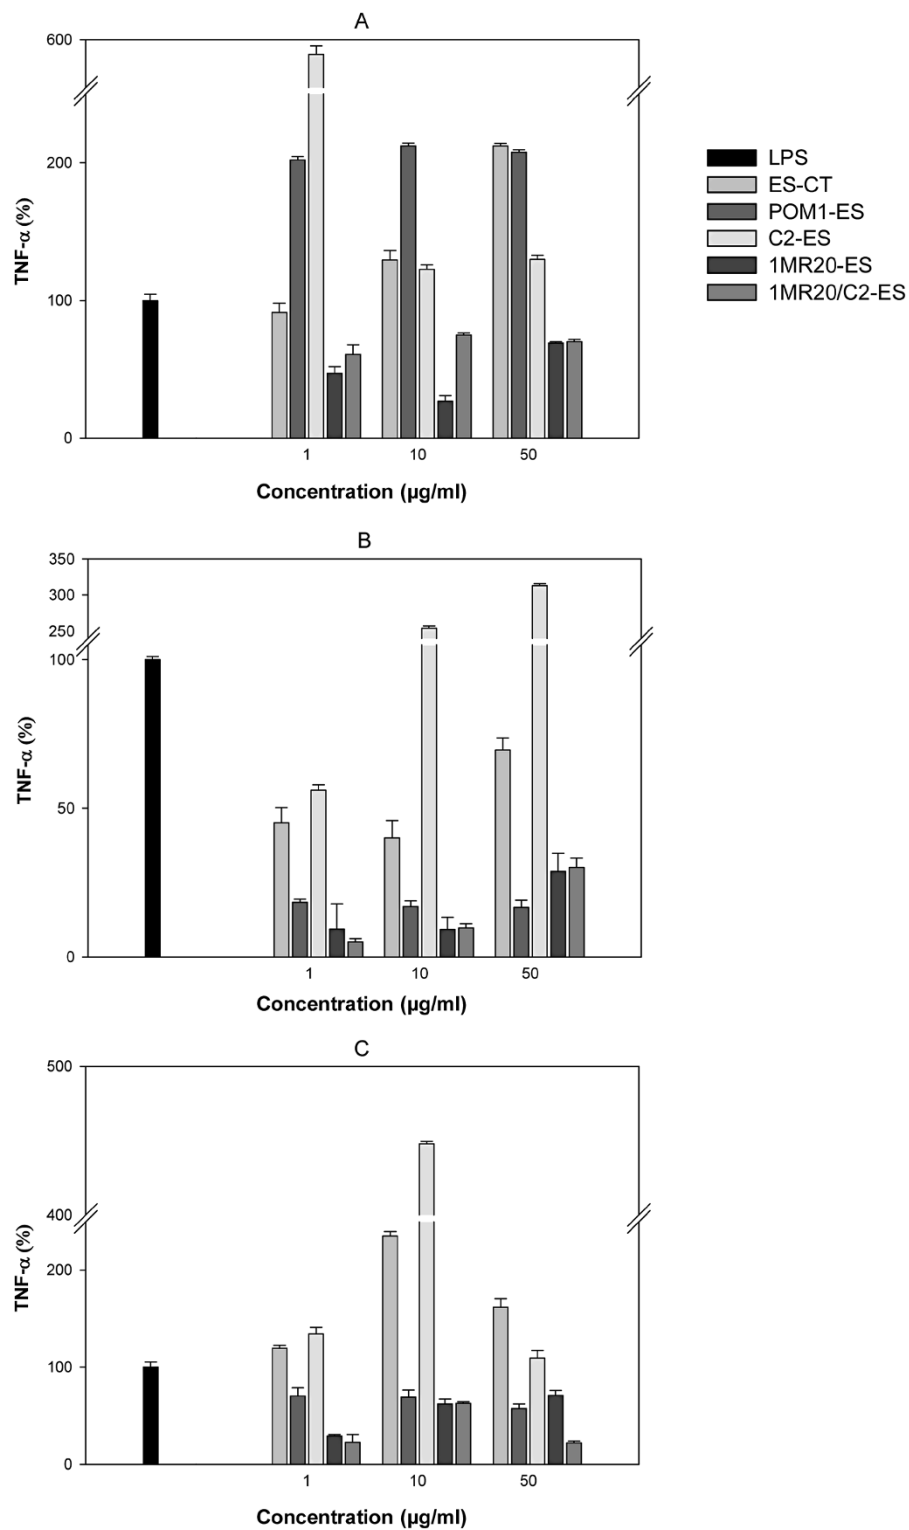 A
600
200
100
0
TNF-α (%)
1 10 50
Concentration (µg/ml)
LPS
ES-CT
POM1-ES
C2-ES
1MR20-ES
1MR20/C2-ES
B
350
300
250
100
50
0
TNF-α (%)
1 10 50
Concentration (µg/ml)
C
500
400
200
100
0
TNF-α (%)
1 10 50
Concentration (µg/ml)